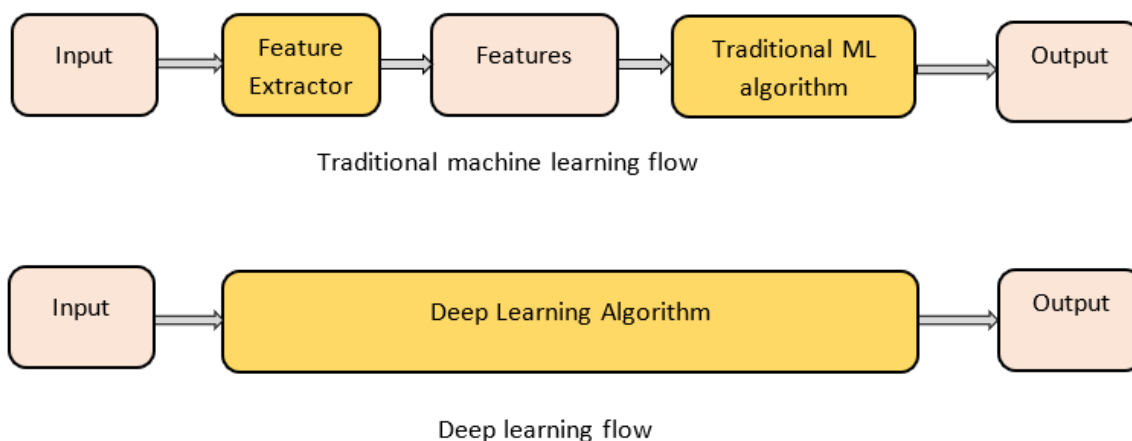 Input
Feature
Extractor
Features
Traditional ML
algorithm
Output
Traditional machine learning flow
Input
Deep Learning Algorithm
Output
Deep learning flow